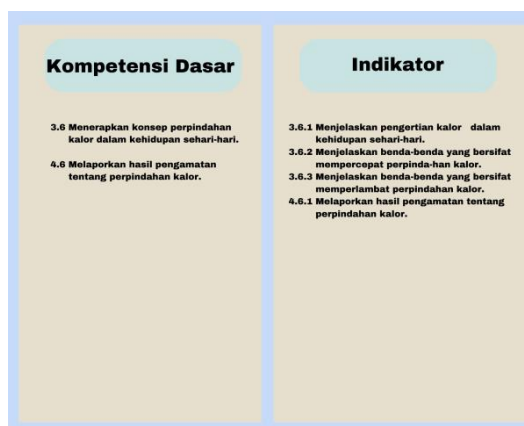 Kompetensi Dasar
3.6 Menerapkan konsep perpindahan
kalor dalam kehidupan sehari-hari.
4.6 Melaporkan hasil pengamatan
tentang perpindahan kalor.
Indikator
3.6.1 Menjelaskan pengertian kalor dalam
kehidupan sehari-hari.
3.6.2 Menjelaskan benda-benda yang bersifat
mempercepat perpinda-han kalor.
3.6.3 Menjelaskan benda-benda yang bersifat
memperlambat perpindahan kalor.
4.6.1 Melaporkan hasil pengamatan tentang
perpindahan kalor.